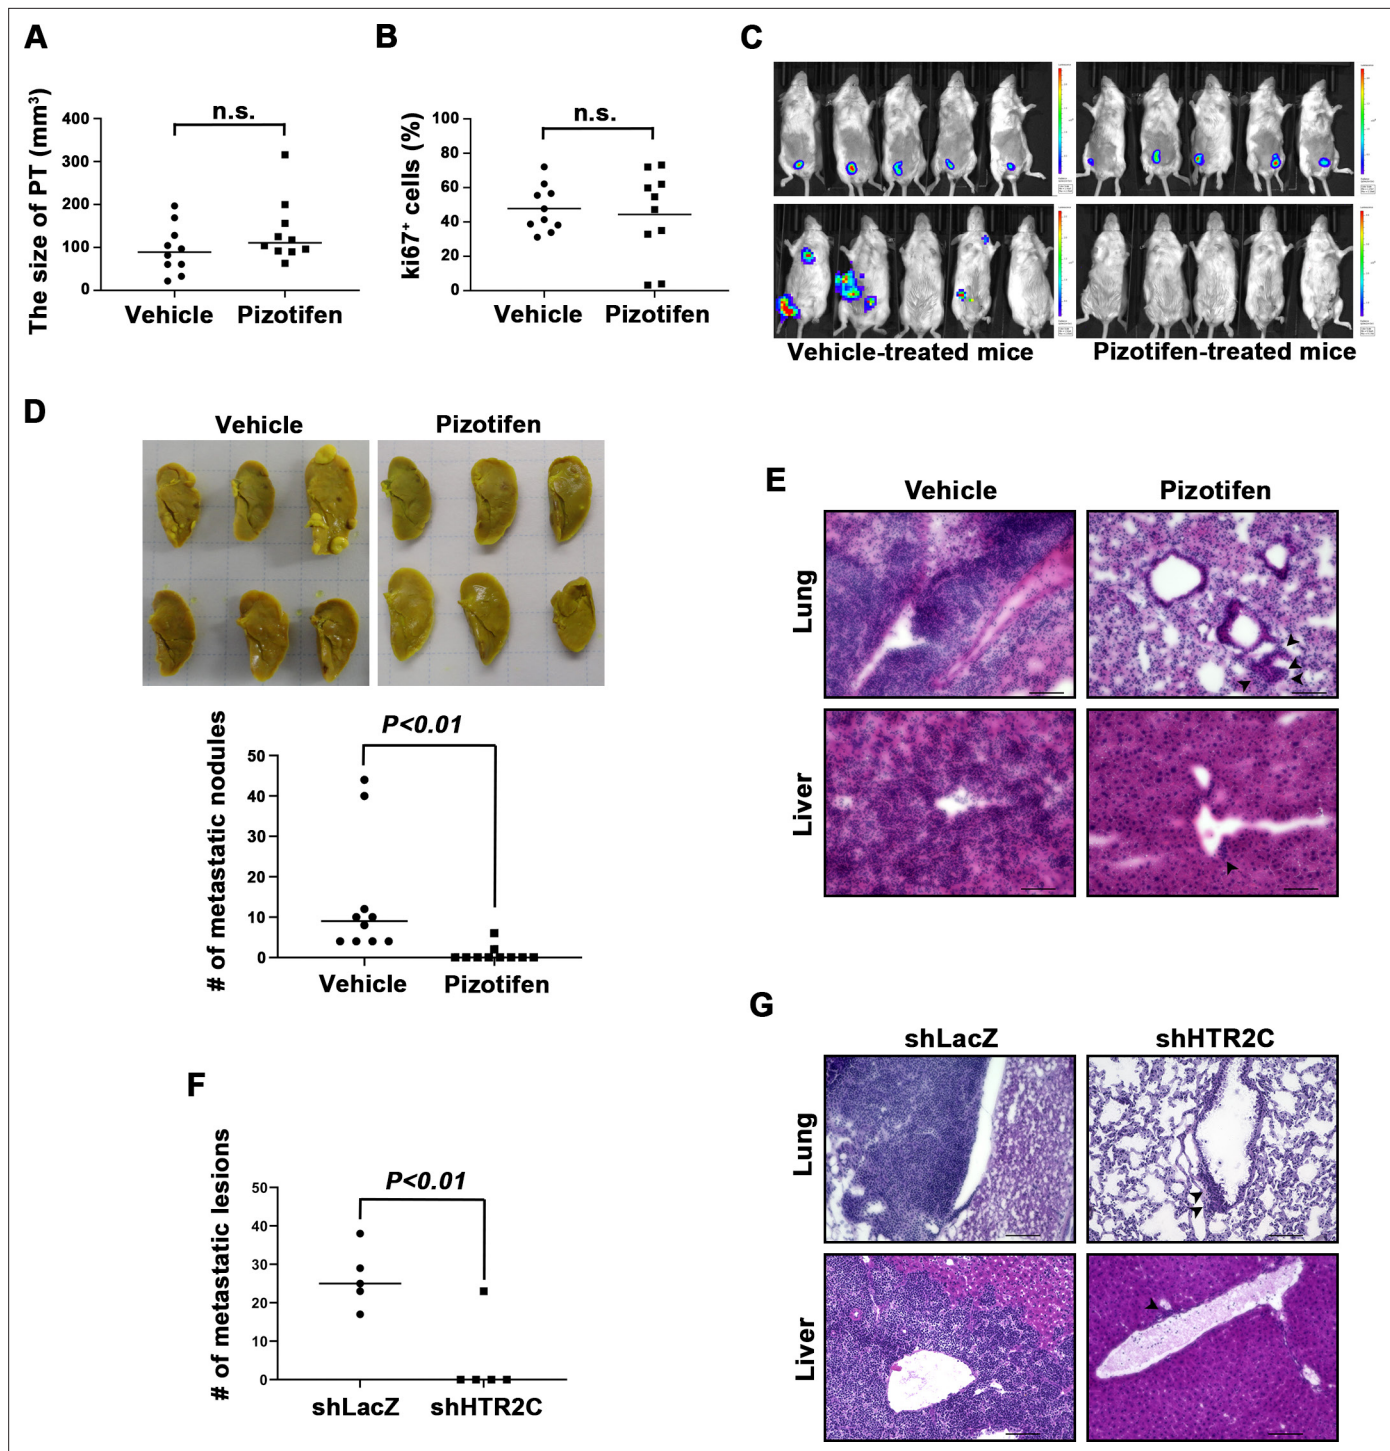 A
The size of PT (mm³)
n.s.
400
300
200
100
0
Vehicle
Pizotifen
B
ki67⁺ cells (%)
n.s.
100
80
60
40
20
0
Vehicle
Pizotifen
C
Vehicle-treated mice
Pizotifen-treated mice
D
Vehicle
Pizotifen
# of metastatic nodules
P<0.01
50
40
30
20
10
0
Vehicle
Pizotifen
E
Vehicle
Pizotifen
Lung
Liver
F
# of metastatic lesions
P<0.01
50
40
30
20
10
0
shLacZ
shHTR2C
G
shLacZ
shHTR2C
Lung
Liver